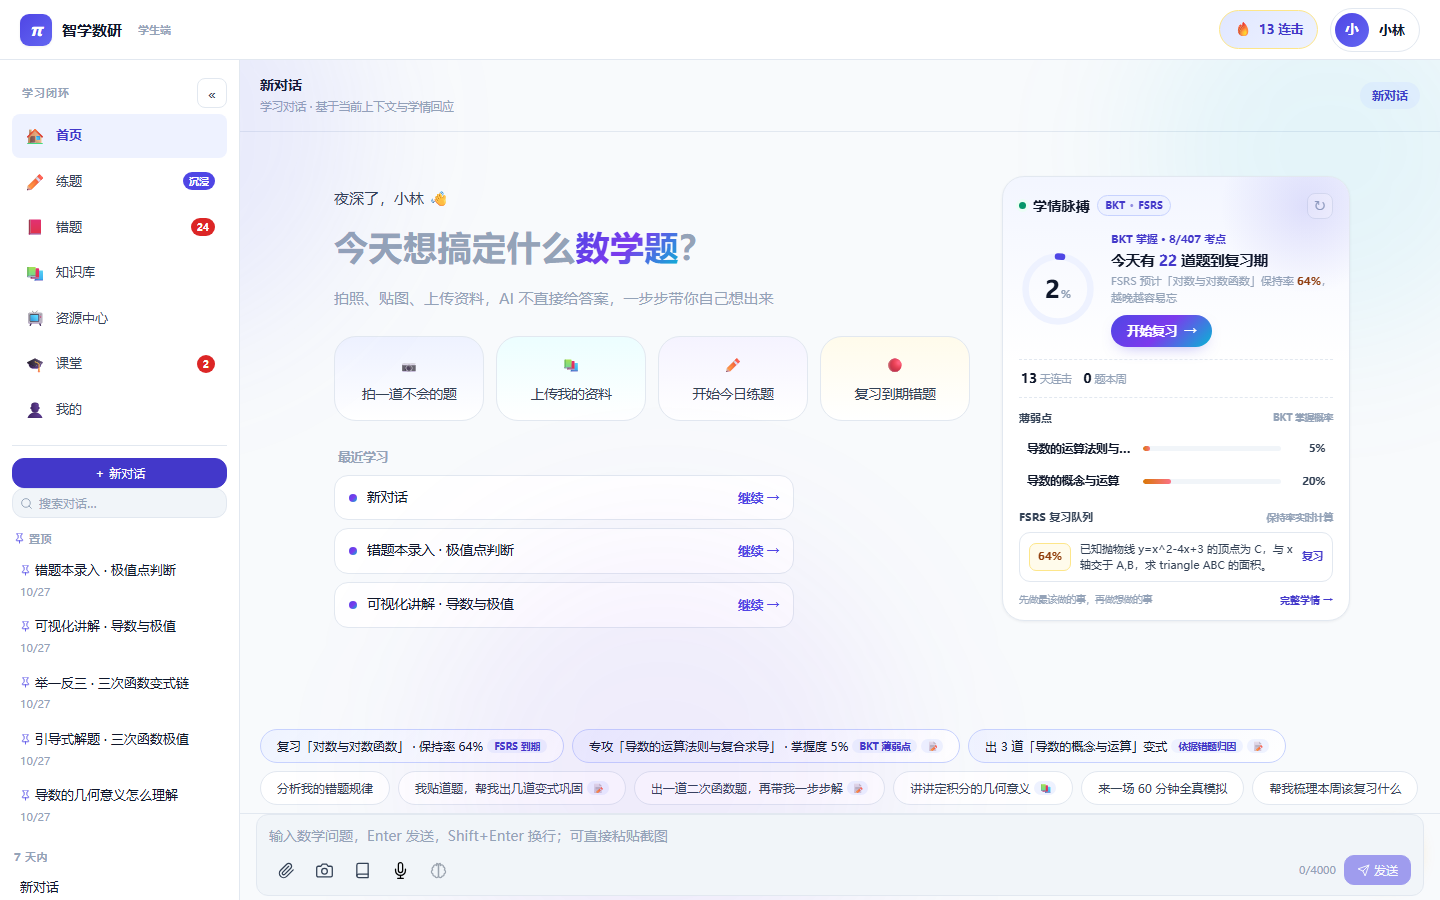 π 智学数研 学生端
13 连击
小 小林
学习闭环 «
首页
练题 沉浸
错题 24
知识库
资源中心
课堂 2
我的
+ 新对话
搜索对话...
置顶
错题本录入 · 极值点判断
10/27
可视化讲解 · 导数与极值
10/27
举一反三 · 三次函数变式链
10/27
引导式解题 · 三次函数极值
10/27
导数的几何意义怎么理解
10/27
7 天内
新对话
新对话
学习对话 · 基于当前上下文与学情回应
新对话
夜深了，小林
今天想搞定什么数学题?
拍照、贴图、上传资料，AI 不直接给答案，一步步带你自己想出来
拍一道不会的题
上传我的资料
开始今日练题
复习到期错题
最近学习
新对话 继续 →
错题本录入 · 极值点判断 继续 →
可视化讲解 · 导数与极值 继续 →
学情脉搏 BKT • FSRS ↻
2%
BKT 掌握 • 8/407 考点
今天有 22 道题到复习期
FSRS 预计「对数与对数函数」保持率 64%，
越晚越容易忘
开始复习 →
13 天连击 0 题本周
薄弱点 BKT 掌握概率
导数的运算法则与... 5%
导数的概念与运算 20%
FSRS 复习队列 保持率实时计算
64% 已知抛物线 y=x^2-4x+3 的顶点为 C，与 x
轴交于 A,B，求 triangle ABC 的面积。 复习
先做最该做的事，再做想做的事 完整学情 →
复习「对数与对数函数」 · 保持率 64% FSRS 到期
专攻「导数的运算法则与复合求导」 · 掌握度 5% BKT 薄弱点
出 3 道「导数的概念与运算」变式 依据错题归因
分析我的错题规律
我贴道题，帮我出几道变式巩固
出一道二次函数题，再带我一步步解
讲讲定积分的几何意义
来一场 60 分钟全真模拟
帮我梳理本周该复习什么
输入数学问题，Enter 发送，Shift+Enter 换行；可直接粘贴截图
0/4000 发送